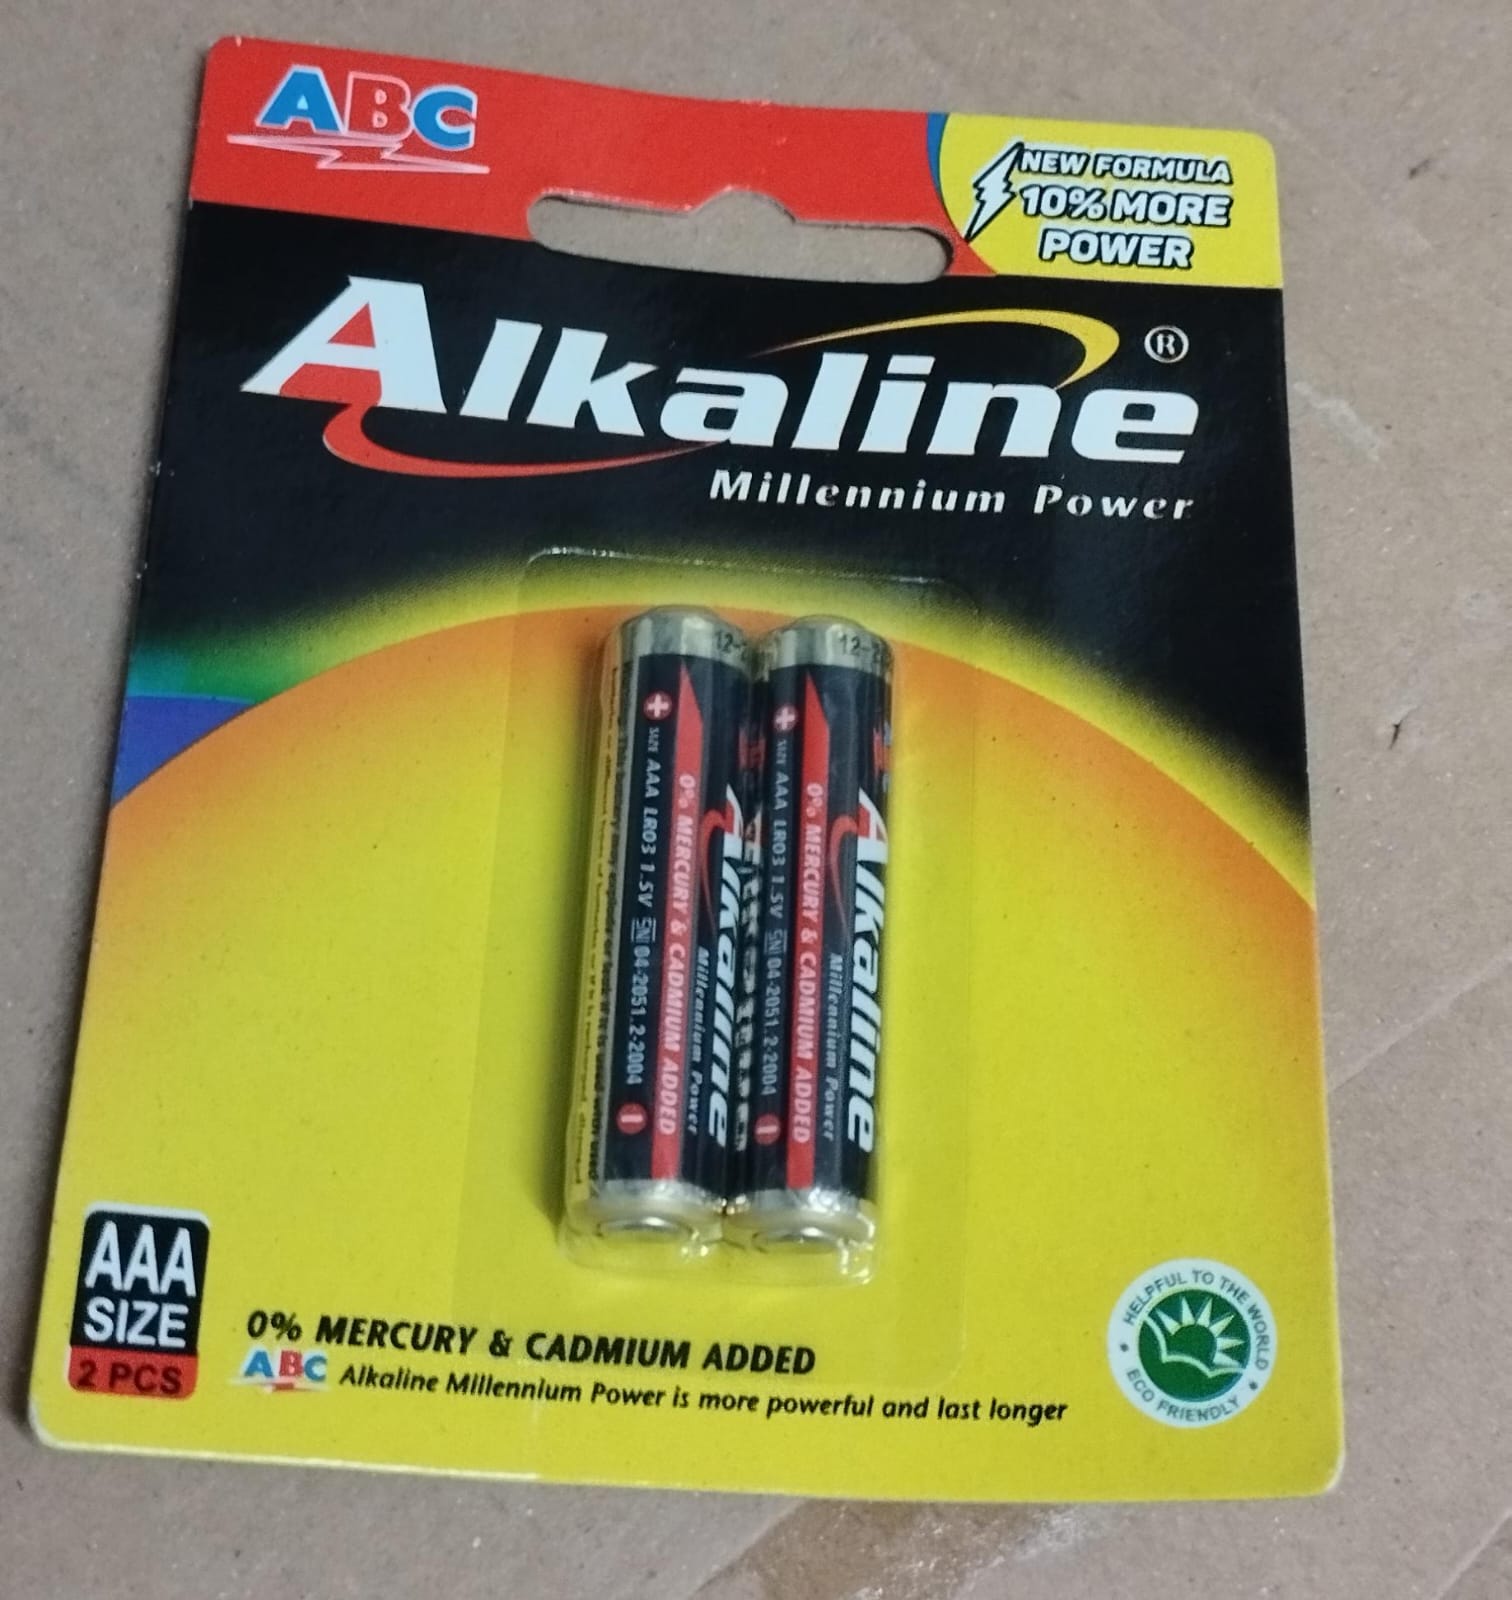 ABC
NEW FORMULA
10% MORE
POWER
Alkaline ®
Millennium Power
12-
+ SIZE AAA LR03 1.5V SNI 04-2051.2-2004 -
0% MERCURY & CADMIUM ADDED
Alkaline
Millennium Power
12-2
+ SIZE AAA LR03 1.5V SNI 04-2051.2-2004 -
0% MERCURY & CADMIUM ADDED
Alkaline
Millennium Power
AAA
SIZE
2 PCS
0% MERCURY & CADMIUM ADDED
ABC Alkaline Millennium Power is more powerful and last longer
HELPFUL TO THE WORLD
• ECO FRIENDLY •